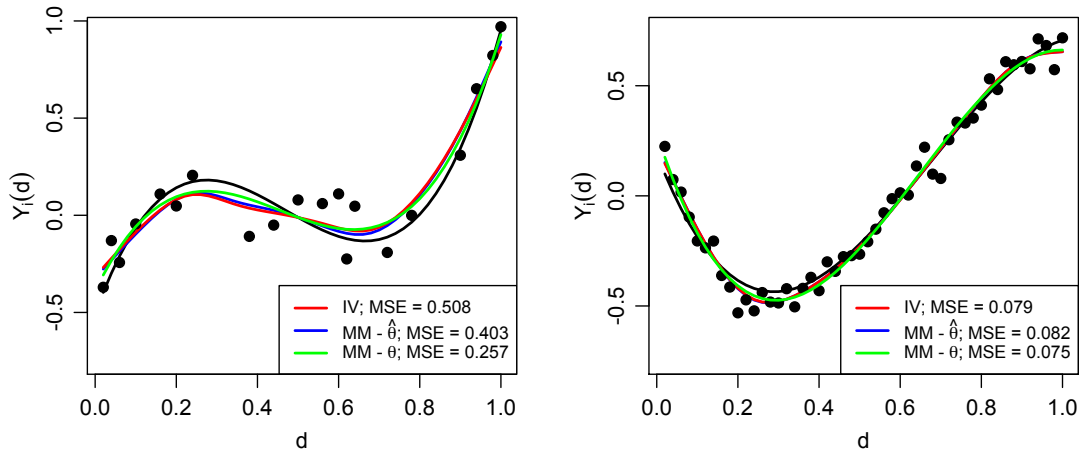 Yᵢ(d)
1.0
0.5
0.0
-0.5
IV; MSE = 0.508
MM - θ̂; MSE = 0.403
MM - θ; MSE = 0.257
0.0 0.2 0.4 0.6 0.8 1.0
d
Yᵢ(d)
0.5
0.0
-0.5
IV; MSE = 0.079
MM - θ̂; MSE = 0.082
MM - θ; MSE = 0.075
0.0 0.2 0.4 0.6 0.8 1.0
d